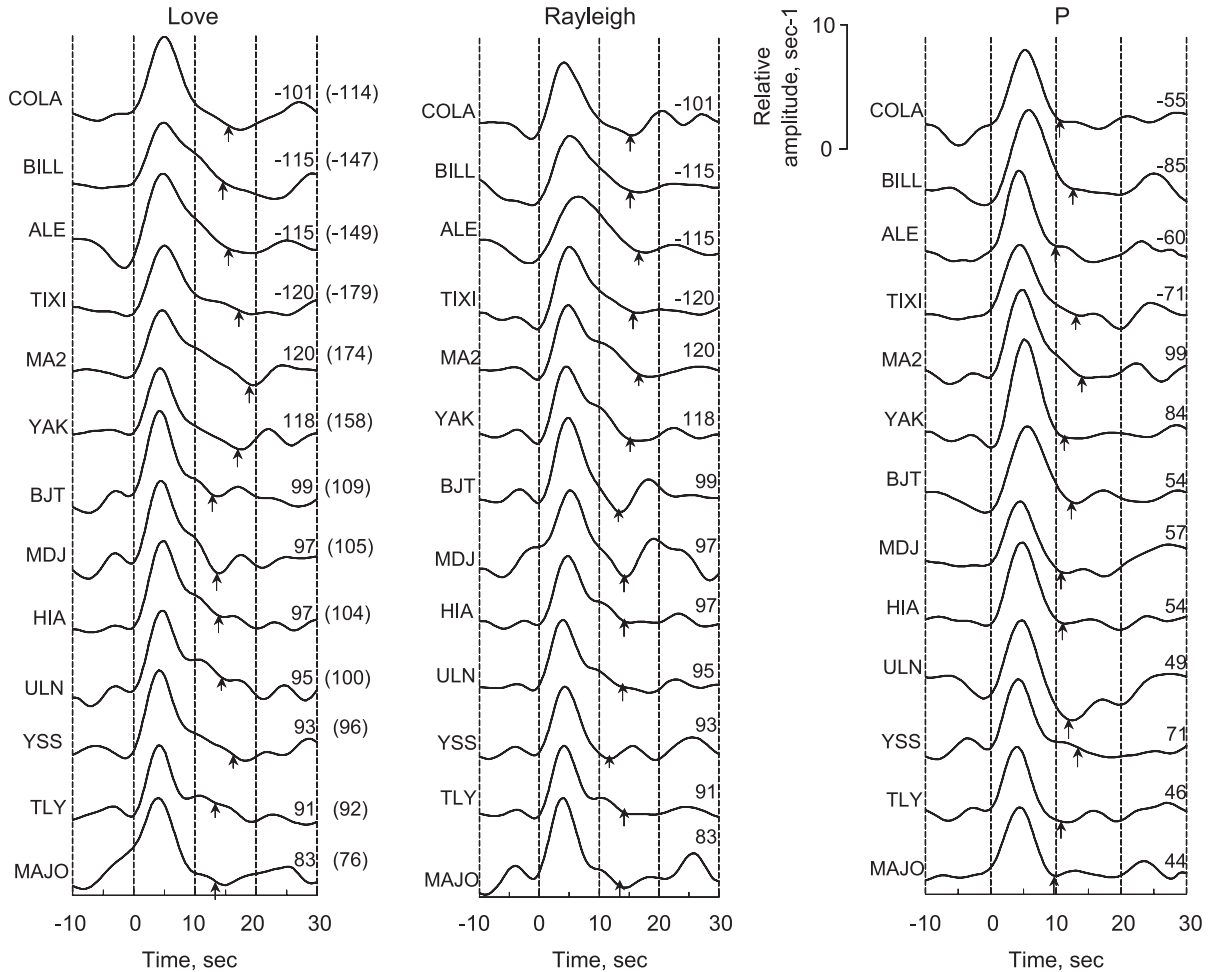 Love
Rayleigh
P
10
Relative
amplitude, sec-1
0
COLA -101 (-114)
BILL -115 (-147)
ALE -115 (-149)
TIXI -120 (-179)
MA2 120 (174)
YAK 118 (158)
BJT 99 (109)
MDJ 97 (105)
HIA 97 (104)
ULN 95 (100)
YSS 93 (96)
TLY 91 (92)
MAJO 83 (76)
-10 0 10 20 30
Time, sec
COLA -101
BILL -115
ALE -115
TIXI -120
MA2 120
YAK 118
BJT 99
MDJ 97
HIA 97
ULN 95
YSS 93
TLY 91
MAJO 83
-10 0 10 20 30
Time, sec
COLA -55
BILL -85
ALE -60
TIXI -71
MA2 99
YAK 84
BJT 54
MDJ 57
HIA 54
ULN 49
YSS 71
TLY 46
MAJO 44
-10 0 10 20 30
Time, sec